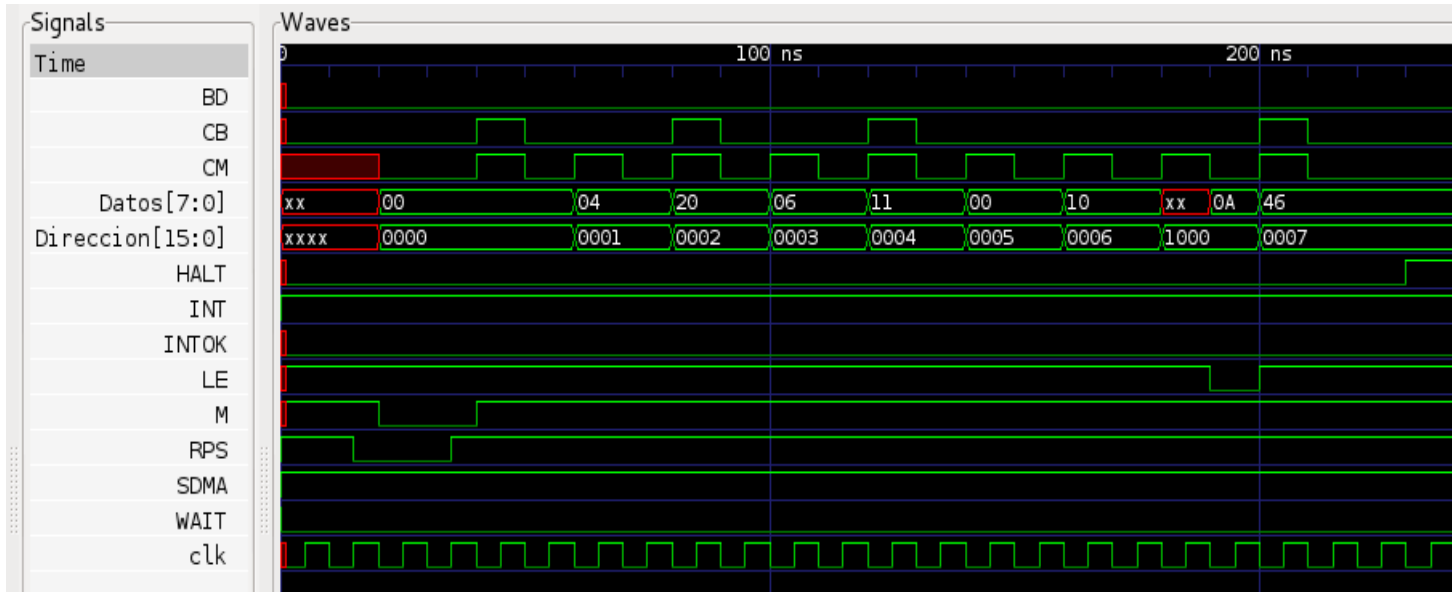 Signals Waves
Time 0 100 ns 200 ns
BD
CB
CM
Datos[7:0] xx 00 04 20 06 11 00 10 xx 0A 46
Direccion[15:0] xxxx 0000 0001 0002 0003 0004 0005 0006 1000 0007
HALT
INT
INTOK
LE
M
RPS
SDMA
WAIT
clk